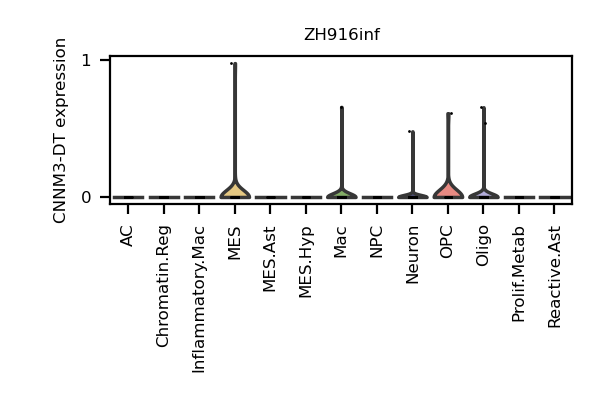 ZH916inf
CNNM3-DT expression
1
0
AC
Chromatin.Reg
Inflammatory.Mac
MES
MES.Ast
MES.Hyp
Mac
NPC
Neuron
OPC
Oligo
Prolif.Metab
Reactive.Ast